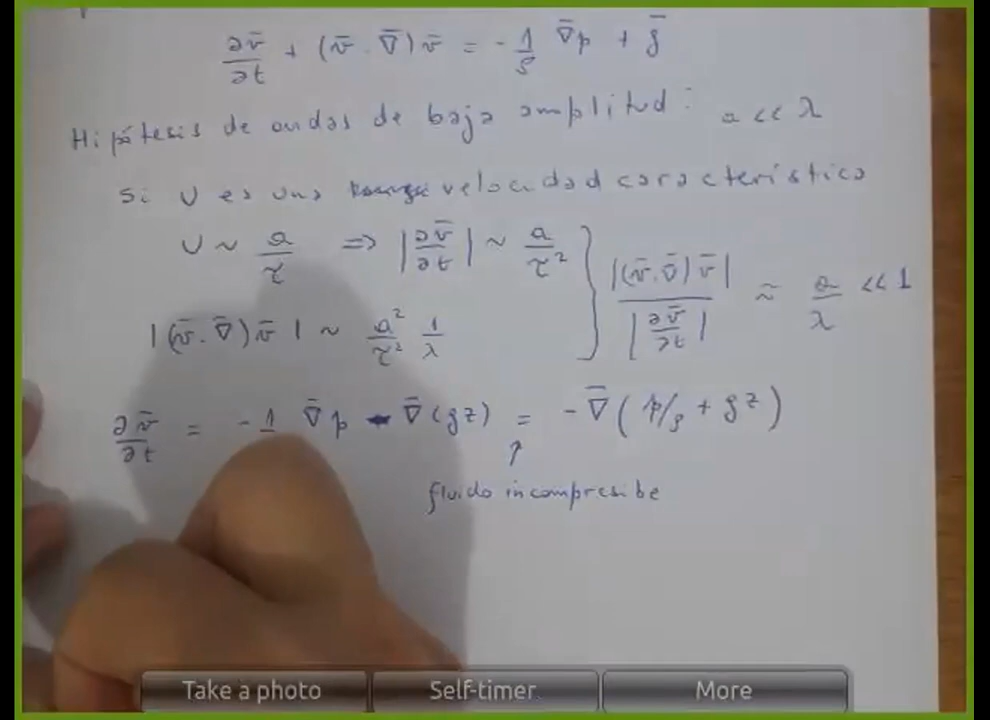 ∂v̄/∂t + (v̄ . ∇̄) v̄ = - 1/ρ ∇̄p + ḡ
Hipótesis de ondas de baja amplitud : a << λ
Si U es una velocidad característica
U ~ a/τ => |∂v̄/∂t| ~ a/τ²
|(v̄ . ∇̄) v̄ | ~ a²/τ² 1/λ } |(v̄ . ∇̄) v̄| / |∂v̄/∂t| ≈ a/λ << 1
∂v̄/∂t = - 1 ∇̄p - ∇̄(gz) = - ∇̄( p/ρ + gz)
↑
fluido incompresibe
Take a photo Self-timer More